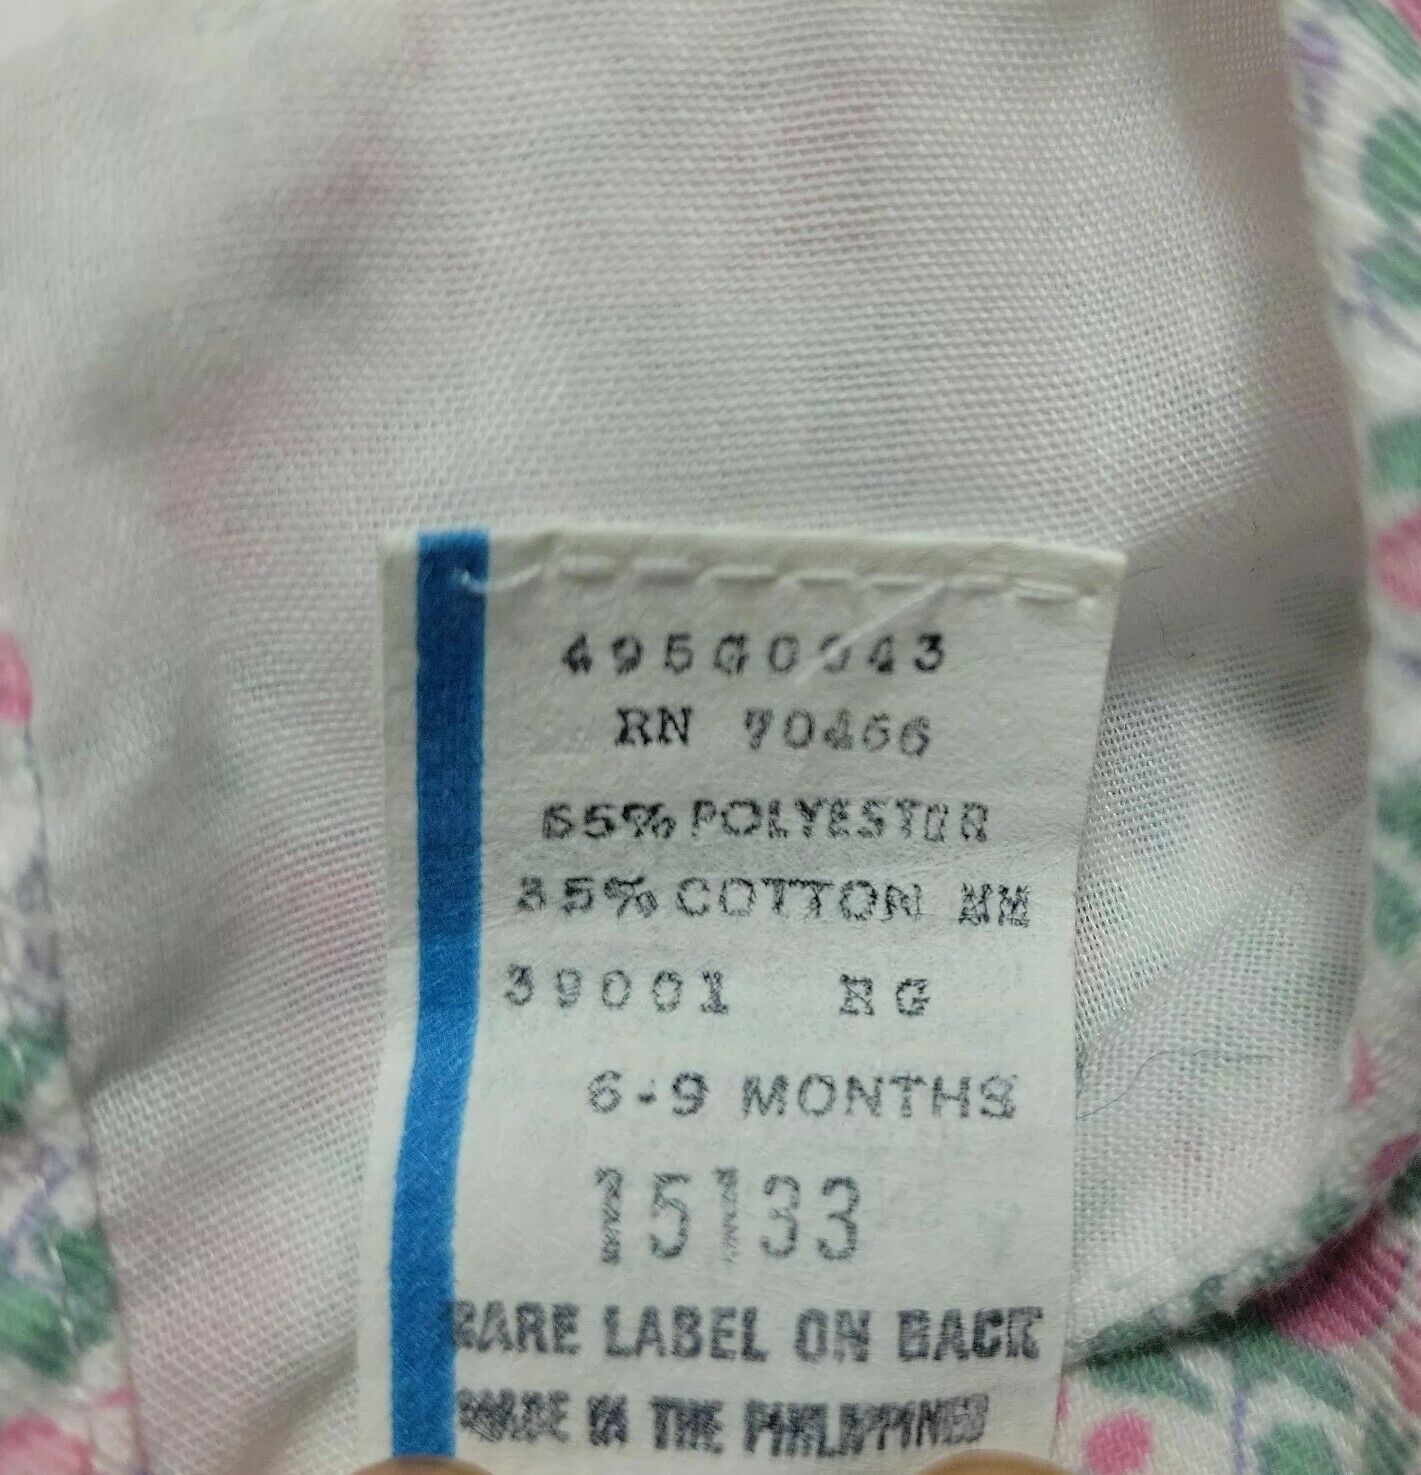 495G0943
RN 70466
65% POLYESTER
35% COTTON
39001
6-9 MONTHS
15133
CARE LABEL ON BACK
MADE IN THE PHILIPPINES